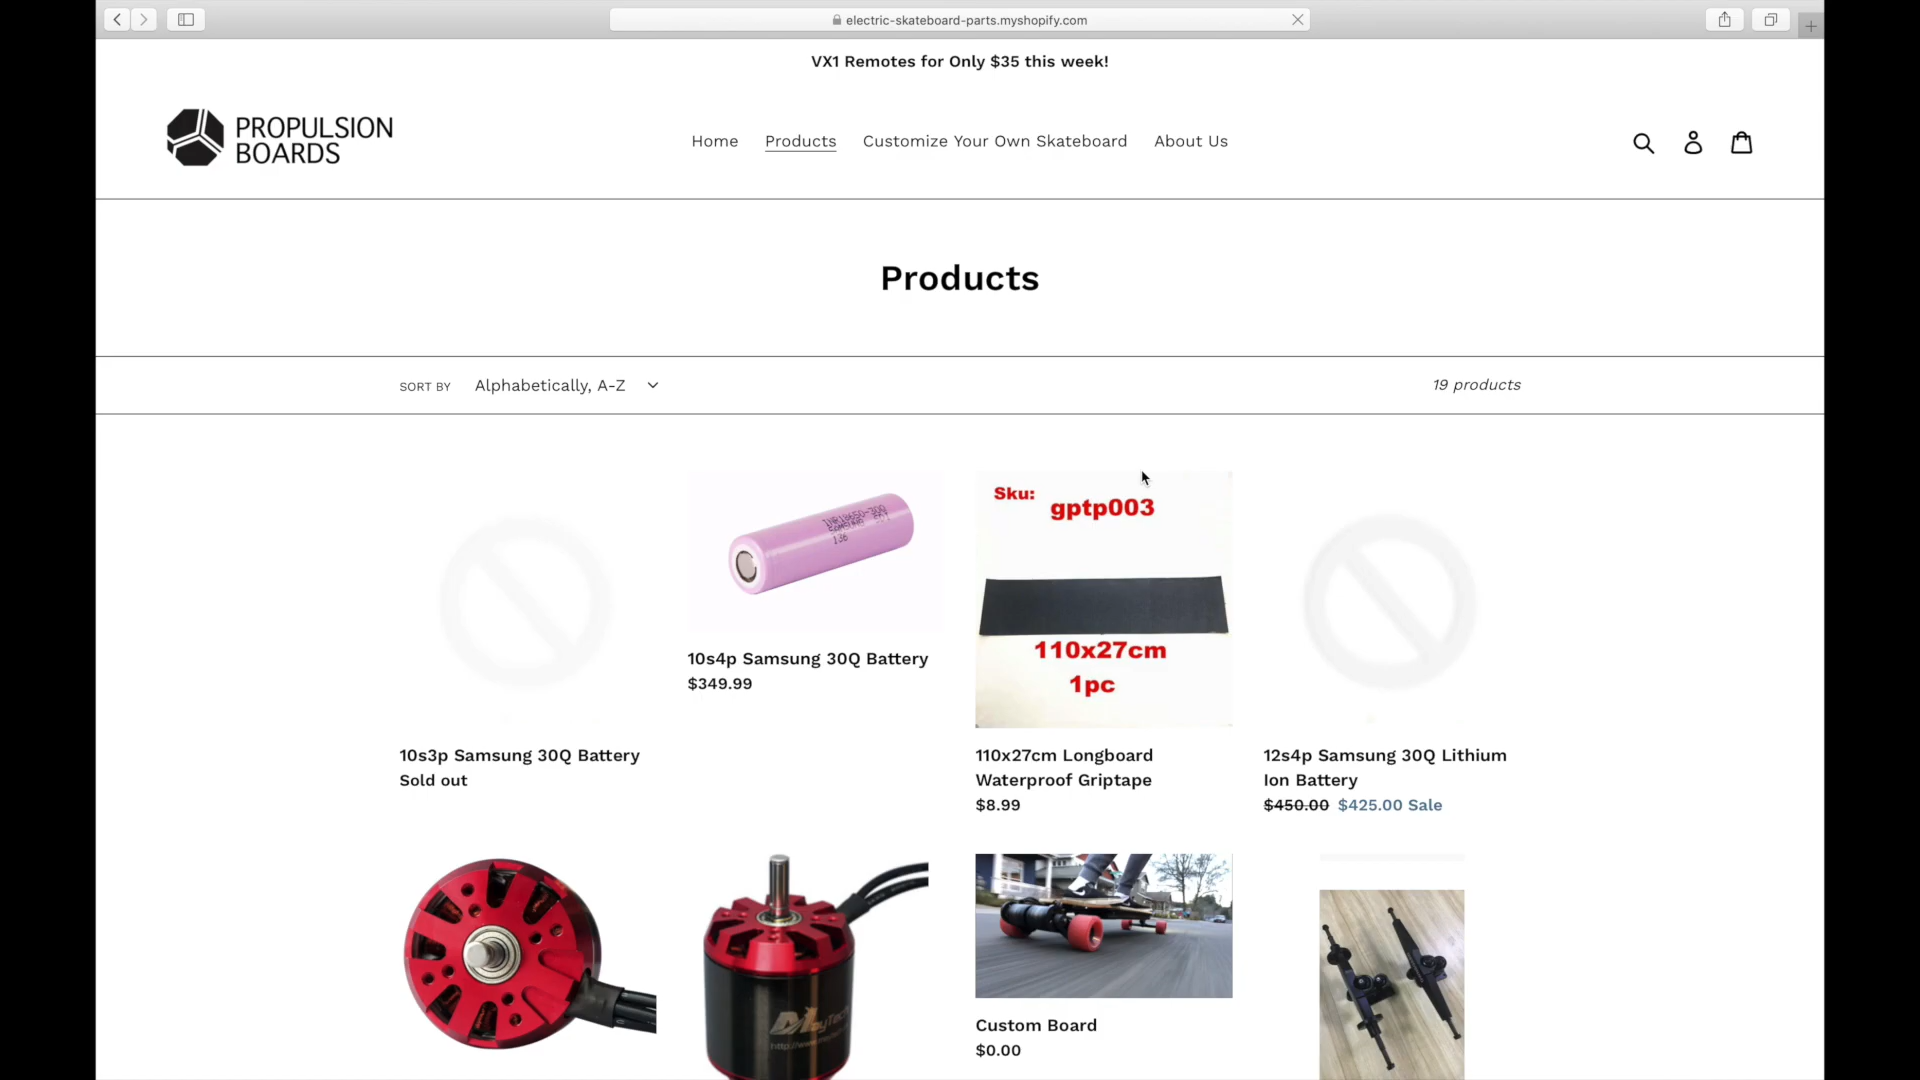 electric-skateboard-parts.myshopify.com
VX1 Remotes for Only $35 this week!
PROPULSION
BOARDS
Home
Products
Customize Your Own Skateboard
About Us
Products
SORT BY
Alphabetically, A-Z
19 products
INR18650-30Q
136
Sku:
gptp003
110x27cm
1pc
10s3p Samsung 30Q Battery
Sold out
10s4p Samsung 30Q Battery
$349.99
110x27cm Longboard
Waterproof Griptape
$8.99
12s4p Samsung 30Q Lithium
Ion Battery
$450.00 $425.00 Sale
Custom Board
$0.00